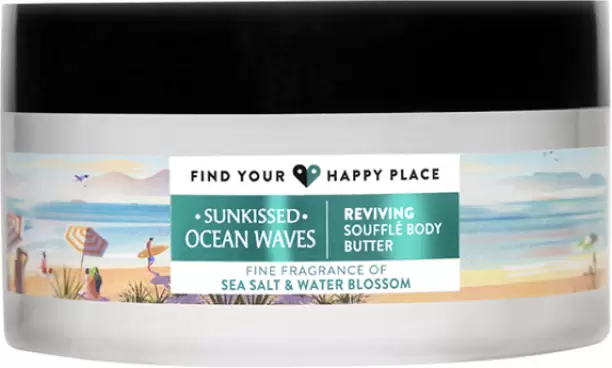 FIND YOUR HAPPY PLACE
• SUNKISSED •
OCEAN WAVES
REVIVING
SOUFFLÉ BODY
BUTTER
FINE FRAGRANCE OF
SEA SALT & WATER BLOSSOM